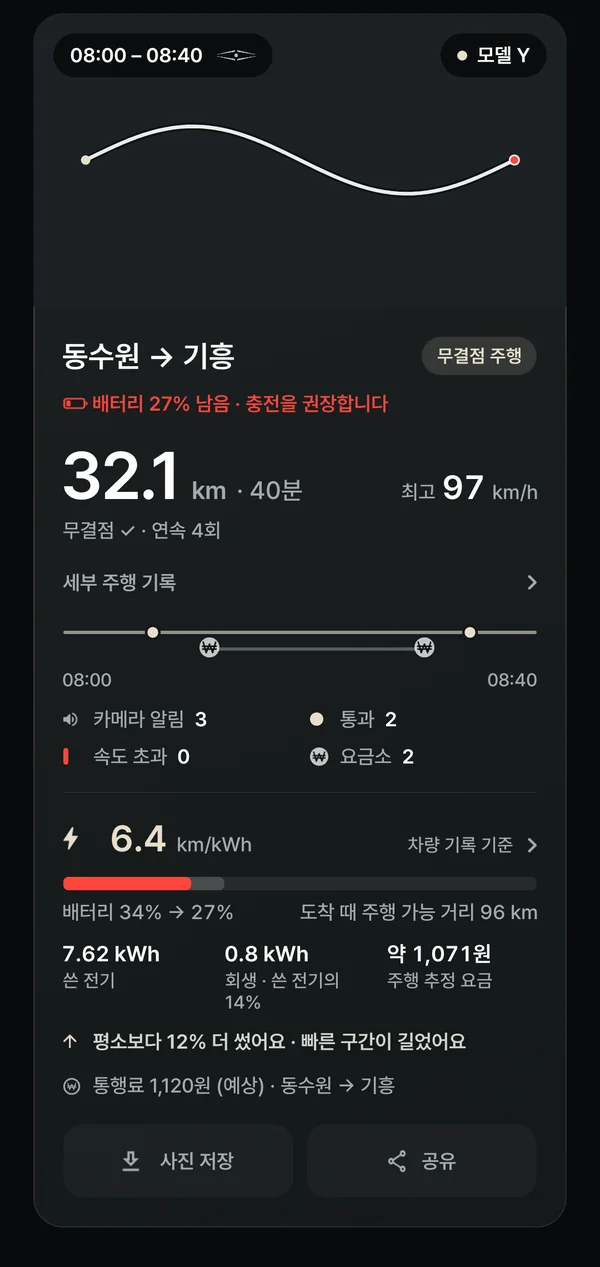 08:00 – 08:40
모델 Y
동수원 → 기흥
무결점 주행
배터리 27% 남음 · 충전을 권장합니다
32.1 km · 40분
최고 97 km/h
무결점 ✓ · 연속 4회
세부 주행 기록
₩ ₩
08:00
08:40
카메라 알림 3
통과 2
속도 초과 0
₩ 요금소 2
6.4 km/kWh
차량 기록 기준
배터리 34% → 27%
도착 때 주행 가능 거리 96 km
7.62 kWh
쓴 전기
0.8 kWh
회생 · 쓴 전기의
14%
약 1,071원
주행 추정 요금
↑ 평소보다 12% 더 썼어요 · 빠른 구간이 길었어요
₩ 통행료 1,120원 (예상) · 동수원 → 기흥
사진 저장
공유